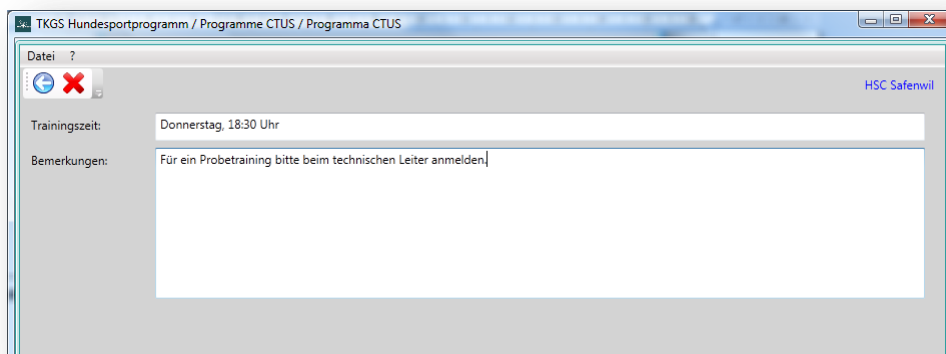 TKGS Hundesportprogramm / Programme CTUS / Programma CTUS
Datei ?
HSC Safenwil
Trainingszeit: Donnerstag, 18:30 Uhr
Bemerkungen: Für ein Probetraining bitte beim technischen Leiter anmelden.